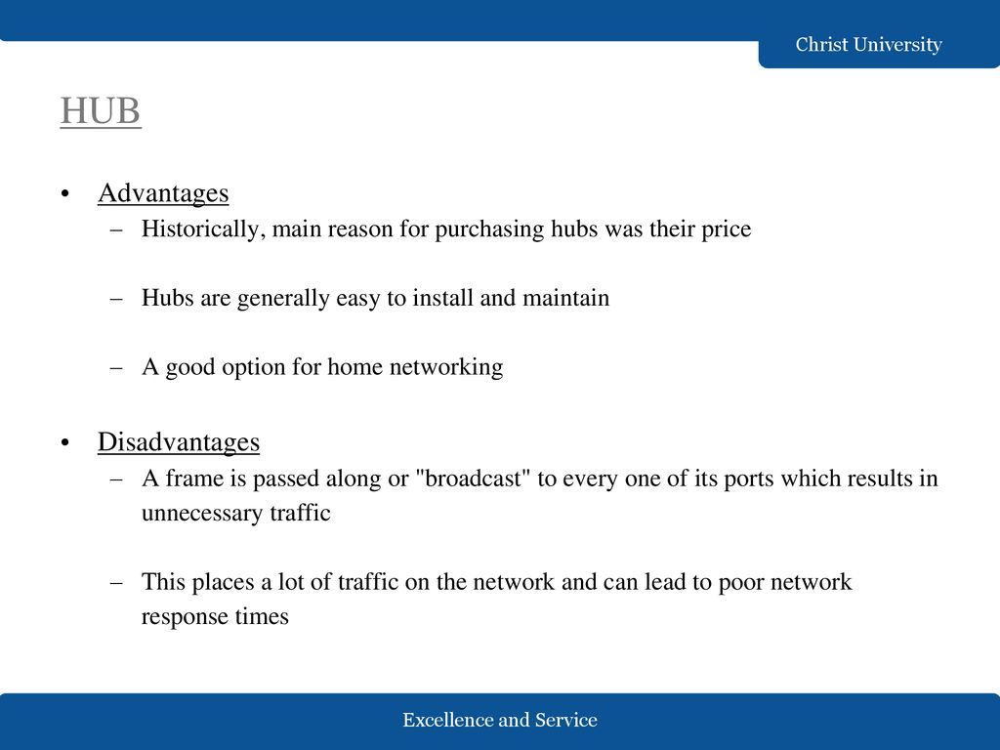 Christ University
HUB
• Advantages
– Historically, main reason for purchasing hubs was their price
– Hubs are generally easy to install and maintain
– A good option for home networking
• Disadvantages
– A frame is passed along or "broadcast" to every one of its ports which results in
unnecessary traffic
– This places a lot of traffic on the network and can lead to poor network
response times
Excellence and Service